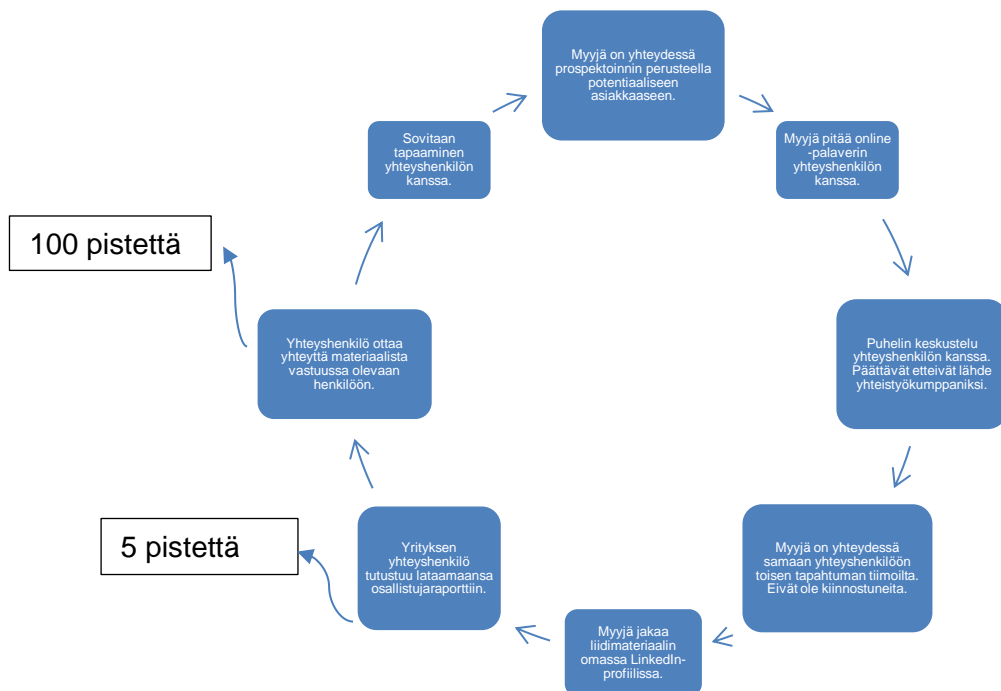 Myyjä on yhteydessä
prospektoinnin perusteella
potentiaaliseen
asiakkaaseen.
Myyjä pitää online
-palaverin
yhteyshenkilön
kanssa.
Puhelin keskustelu
yhteyshenkilön kanssa.
Päättävät etteivät lähde
yhteistyökumppaniksi.
Myyjä on yhteydessä
samaan yhteyshenkilöön
toisen tapahtuman tiimoilta.
Eivät ole kiinnostuneita.
Myyjä jakaa
liidimateriaalin
omassa LinkedIn-
profiilissa.
Yrityksen
yhteyshenkilö
tutustuu lataamaansa
osallistujaraporttiin.
5 pistettä
Yhteyshenkilö ottaa
yhteyttä materiaalista
vastuussa olevaan
henkilöön.
100 pistettä
Sovitaan
tapaaminen
yhteyshenkilön
kanssa.